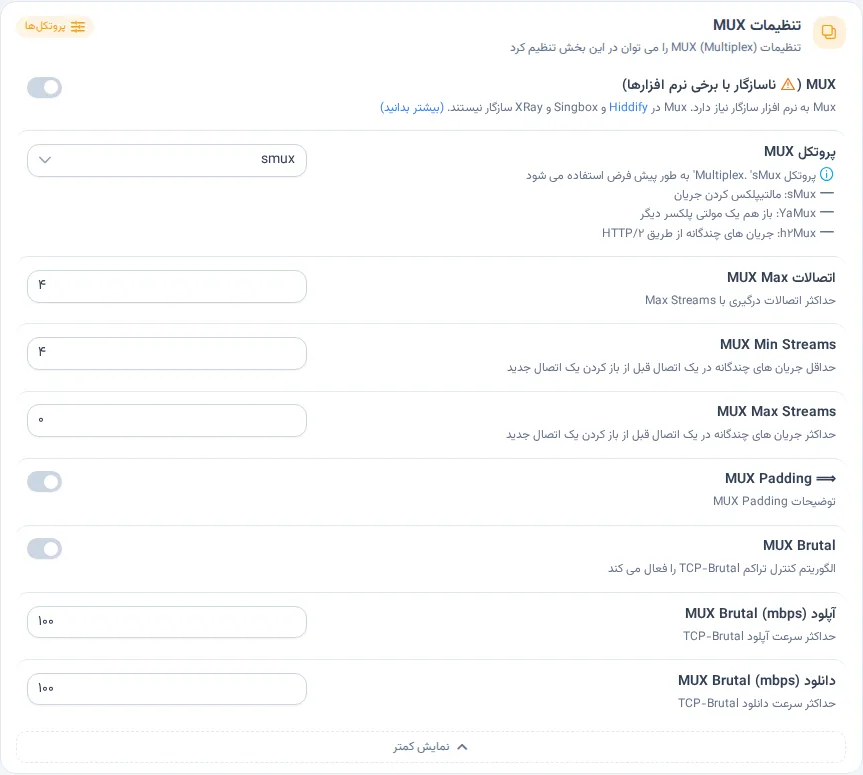 تنظیمات MUX
تنظیمات MUX (Multiplex) را می توان در این بخش تنظیم کرد
پروتکل‌ها
MUX (⚠ ناسازگار با برخی نرم افزارها)
Mux به نرم افزار سازگار نیاز دارد. Mux در Hiddify و Singbox و XRay سازگار نیستند. (بیشتر بدانید)
پروتکل MUX
پروتکل Multiplex. 'sMux' به طور پیش فرض استفاده می شود
— sMux: مالتیپلکس کردن جریان
— YaMux: باز هم یک مولتی پلکسر دیگر
— h۲Mux: جریان های چندگانه از طریق HTTP/۲
smux
اتصالات MUX Max
حداکثر اتصالات درگیری با Max Streams
۴
MUX Min Streams
حداقل جریان های چندگانه در یک اتصال قبل از باز کردن یک اتصال جدید
۴
MUX Max Streams
حداکثر جریان های چندگانه در یک اتصال قبل از باز کردن یک اتصال جدید
۰
MUX Padding ⟹
توضیحات MUX Padding
MUX Brutal
الگوریتم کنترل تراکم TCP-Brutal را فعال می کند
آپلود MUX Brutal (mbps)
حداکثر سرعت آپلود TCP-Brutal
۱۰۰
دانلود MUX Brutal (mbps)
حداکثر سرعت دانلود TCP-Brutal
۱۰۰
نمایش کمتر